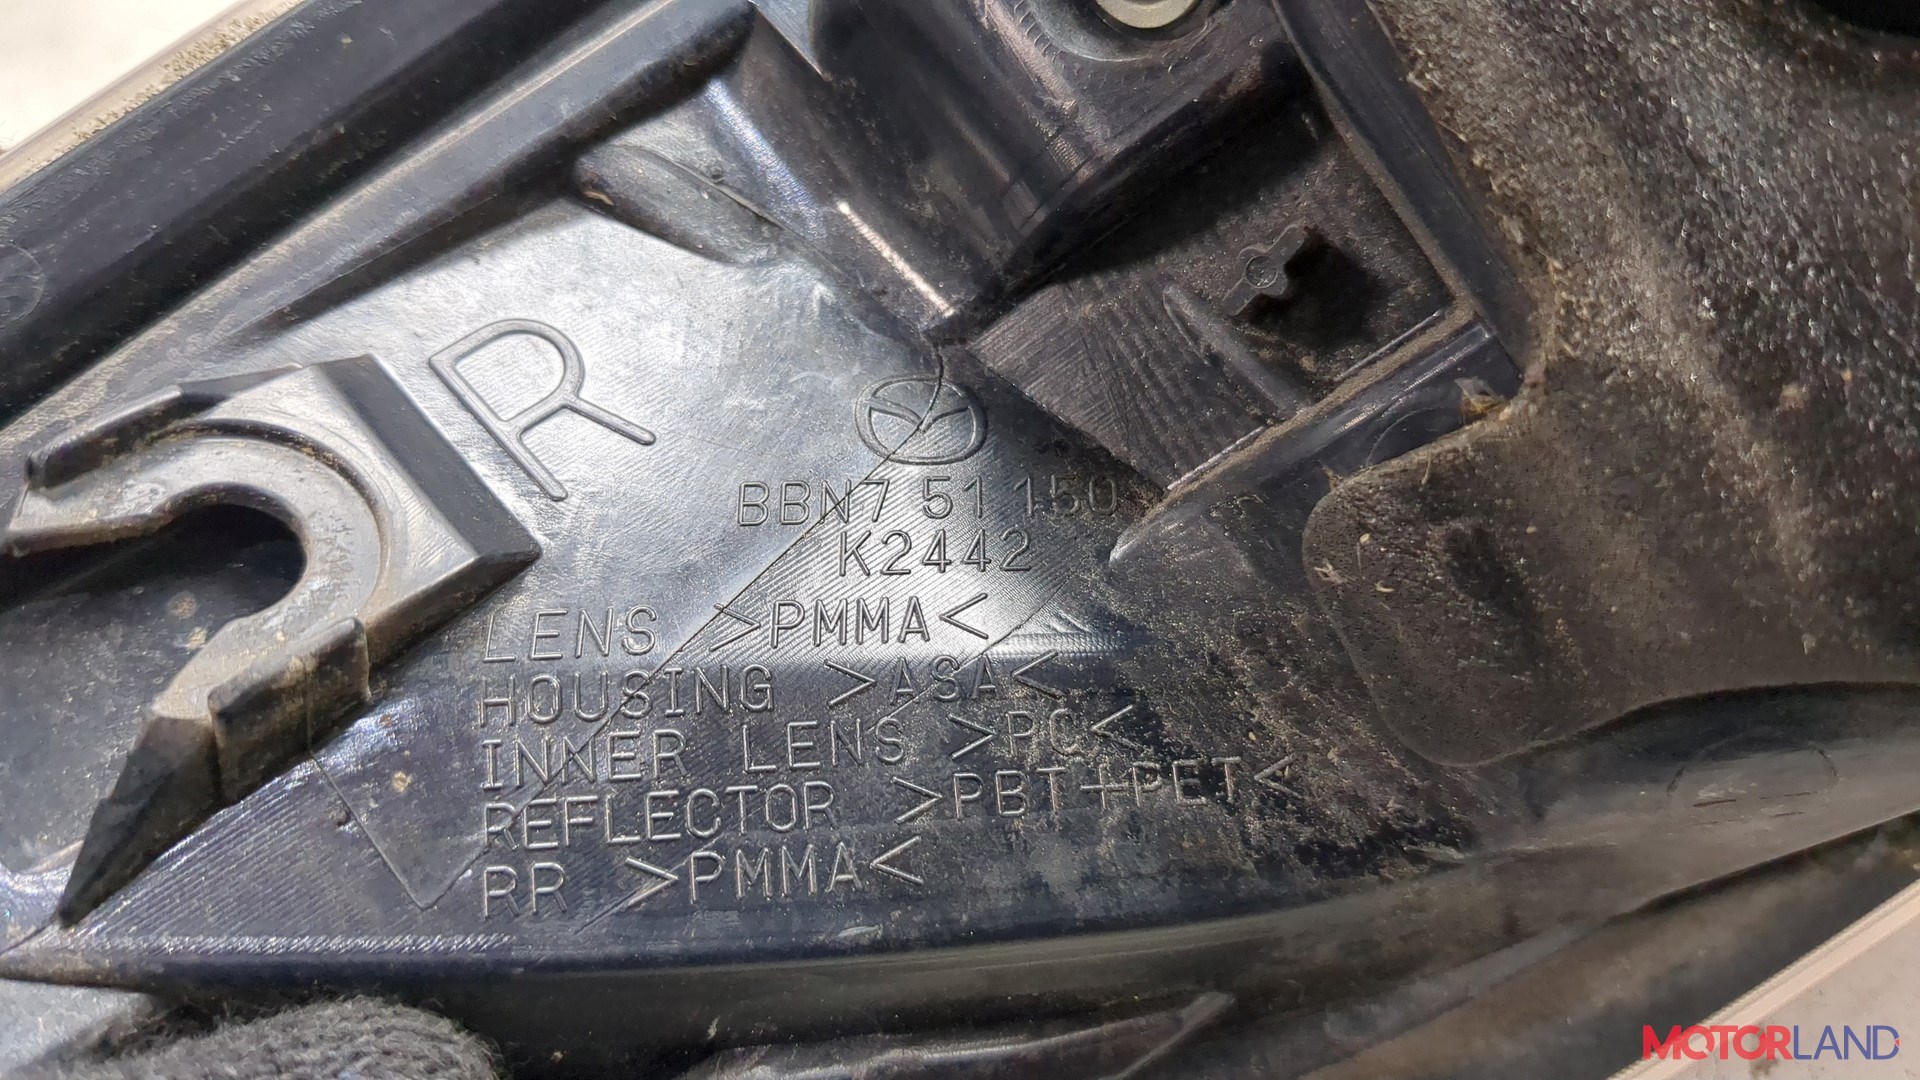 R
BBN7 51 150
K2442
LENS >PMMA<
HOUSING >ASA<
INNER LENS >PC<
REFLECTOR >PBT+PET<
RR >PMMA<
MOTORLAND